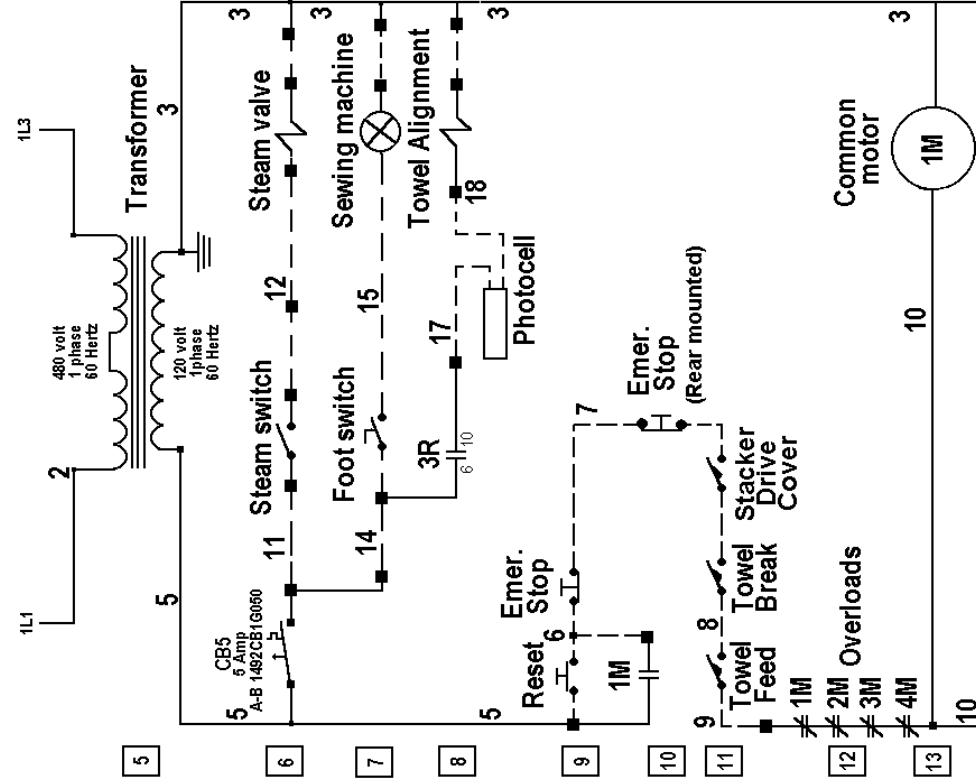 1L1
1L3
2
480 volt
1 phase
60 Hertz
Transformer
120 volt
1phase
60 Hertz
5
3
5
5
CB5
5 Amp
A-B 1492CB1G050
11
Steam switch
12
Steam valve
3
6
14
Foot switch
15
Sewing machine
3
7
3R
6
10
17
Photocell
18
Towel Alignment
3
8
5
Reset
6
Emer.
Stop
7
9
1M
Emer.
Stop
(Rear mounted)
10
9
Towel
Feed
8
Towel
Break
Stacker
Drive
Cover
11
1M
2M
3M
4M
Overloads
12
10
10
Common
motor
1M
3
13